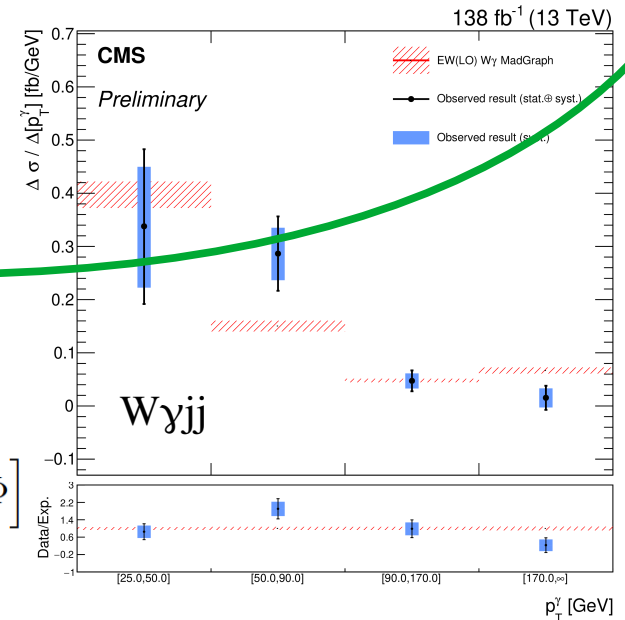 138 fb⁻¹ (13 TeV)
CMS
Preliminary
EW(LO) Wγ MadGraph
Observed result (stat.⊕ syst.)
Observed result (syst.)
Δ σ / Δ[p_T^γ] [fb/GeV]
0.7
0.6
0.5
0.4
0.3
0.2
0.1
0
−0.1
Wγjj
]
Data/Exp.
3
2.2
1.4
0.6
−0.2
−1
[25.0,50.0] [50.0,90.0] [90.0,170.0] [170.0,∞]
p_T^γ [GeV]